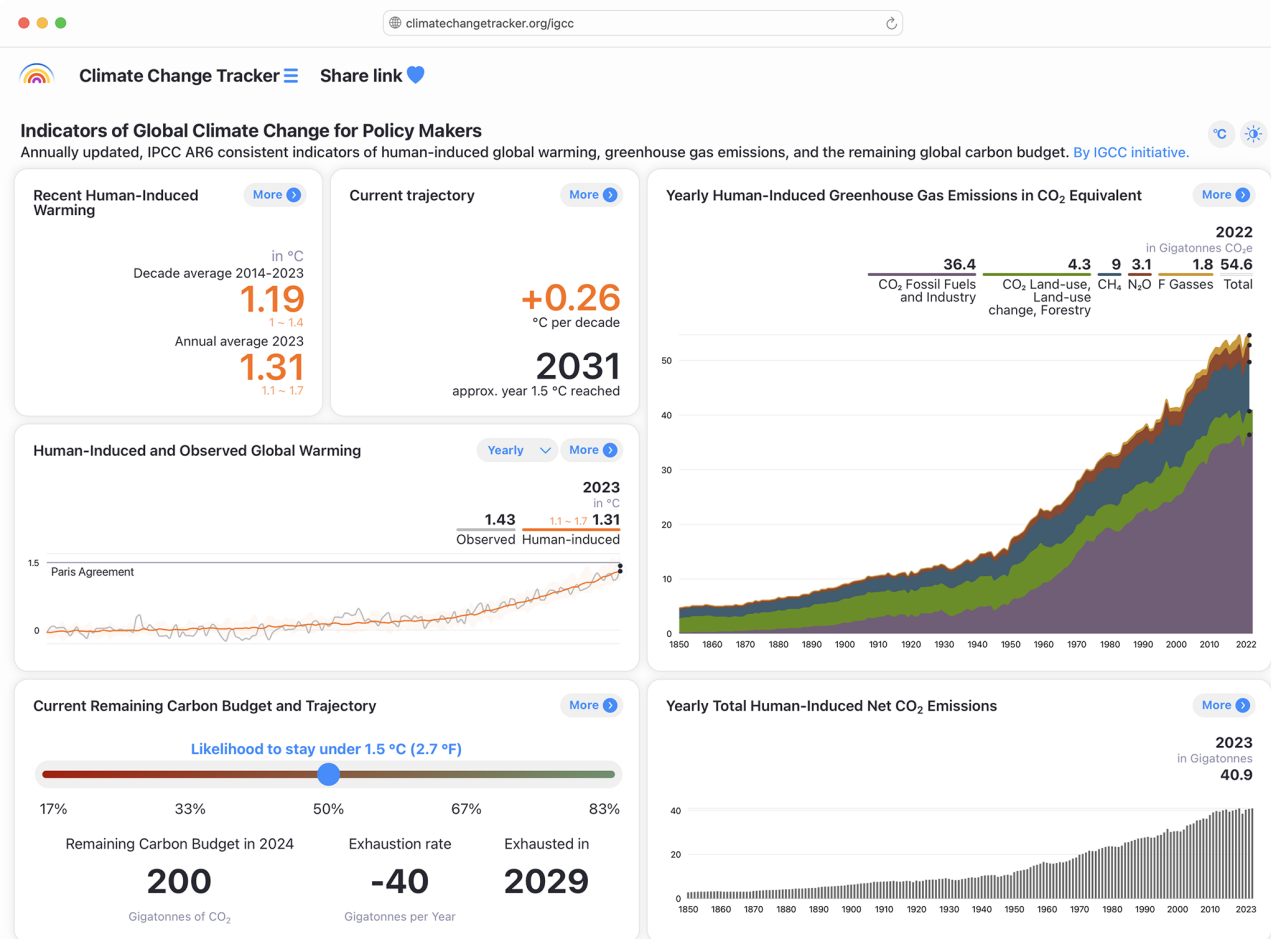 climatechangetracker.org/igcc
Climate Change Tracker
Share link
Indicators of Global Climate Change for Policy Makers
Annually updated, IPCC AR6 consistent indicators of human-induced global warming, greenhouse gas emissions, and the remaining global carbon budget. By IGCC initiative.
°C
Recent Human-Induced
Warming
More
in °C
Decade average 2014-2023
1.19
1 ~ 1.4
Annual average 2023
1.31
1.1 ~ 1.7
Current trajectory
More
+0.26
°C per decade
2031
approx. year 1.5 °C reached
Yearly Human-Induced Greenhouse Gas Emissions in CO₂ Equivalent
More
2022
in Gigatonnes CO₂e
36.4 4.3 9 3.1 1.8 54.6
CO₂ Fossil Fuels
and Industry
CO₂ Land-use,
Land-use
change, Forestry
CH₄ N₂O F Gasses Total
50
40
30
20
10
0
1850 1860 1870 1880 1890 1900 1910 1920 1930 1940 1950 1960 1970 1980 1990 2000 2010 2022
Human-Induced and Observed Global Warming
Yearly
More
2023
in °C
1.43 1.1 ~ 1.7 1.31
Observed Human-induced
1.5
Paris Agreement
0
Current Remaining Carbon Budget and Trajectory
More
Likelihood to stay under 1.5 °C (2.7 °F)
17% 33% 50% 67% 83%
Remaining Carbon Budget in 2024
200
Gigatonnes of CO₂
Exhaustion rate
-40
Gigatonnes per Year
Exhausted in
2029
Yearly Total Human-Induced Net CO₂ Emissions
More
2023
in Gigatonnes
40.9
40
20
0
1850 1860 1870 1880 1890 1900 1910 1920 1930 1940 1950 1960 1970 1980 1990 2000 2010 2023